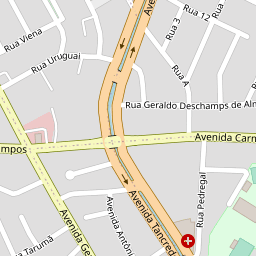 Rua Viena
Rua 3
Rua 12
Rua Uruguai
Rua A
Rua Geraldo Deschamps de Alm
Avenida Carm
ampos
Rua Pedregal
Avenida Ge
Avenida Antôni
Avenida Tancred
Rua Tarumã